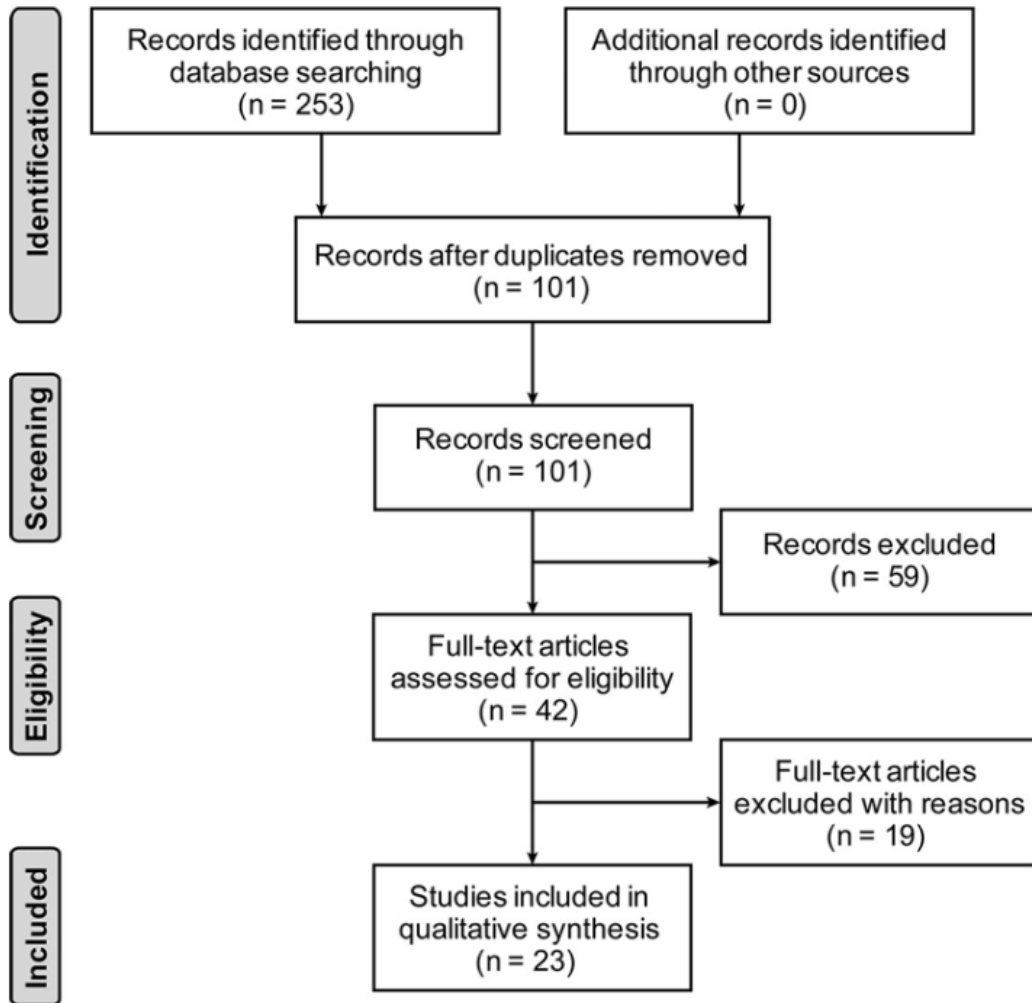 Identification
Records identified through
database searching
(n = 253)
Additional records identified
through other sources
(n = 0)
Records after duplicates removed
(n = 101)
Screening
Records screened
(n = 101)
Records excluded
(n = 59)
Eligibility
Full-text articles
assessed for eligibility
(n = 42)
Full-text articles
excluded with reasons
(n = 19)
Included
Studies included in
qualitative synthesis
(n = 23)